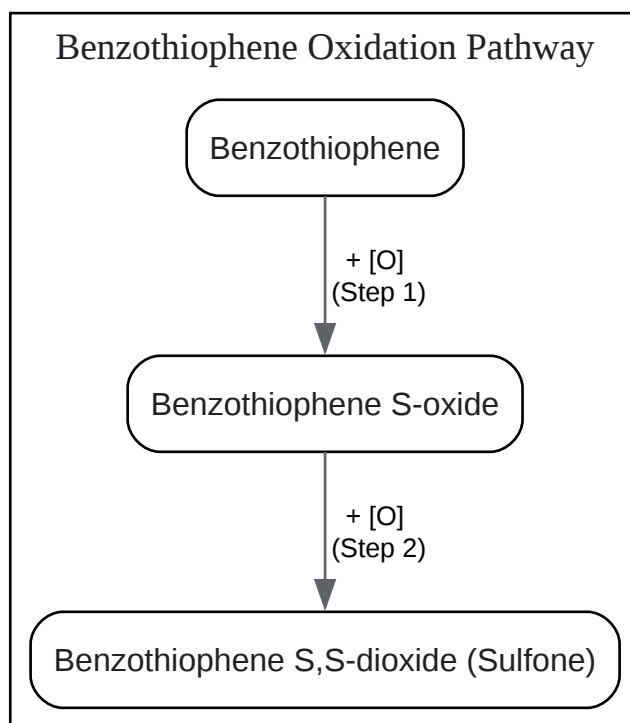 Benzothiophene Oxidation Pathway
Benzothiophene
+ [O]
(Step 1)
Benzothiophene S-oxide
+ [O]
(Step 2)
Benzothiophene S,S-dioxide (Sulfone)